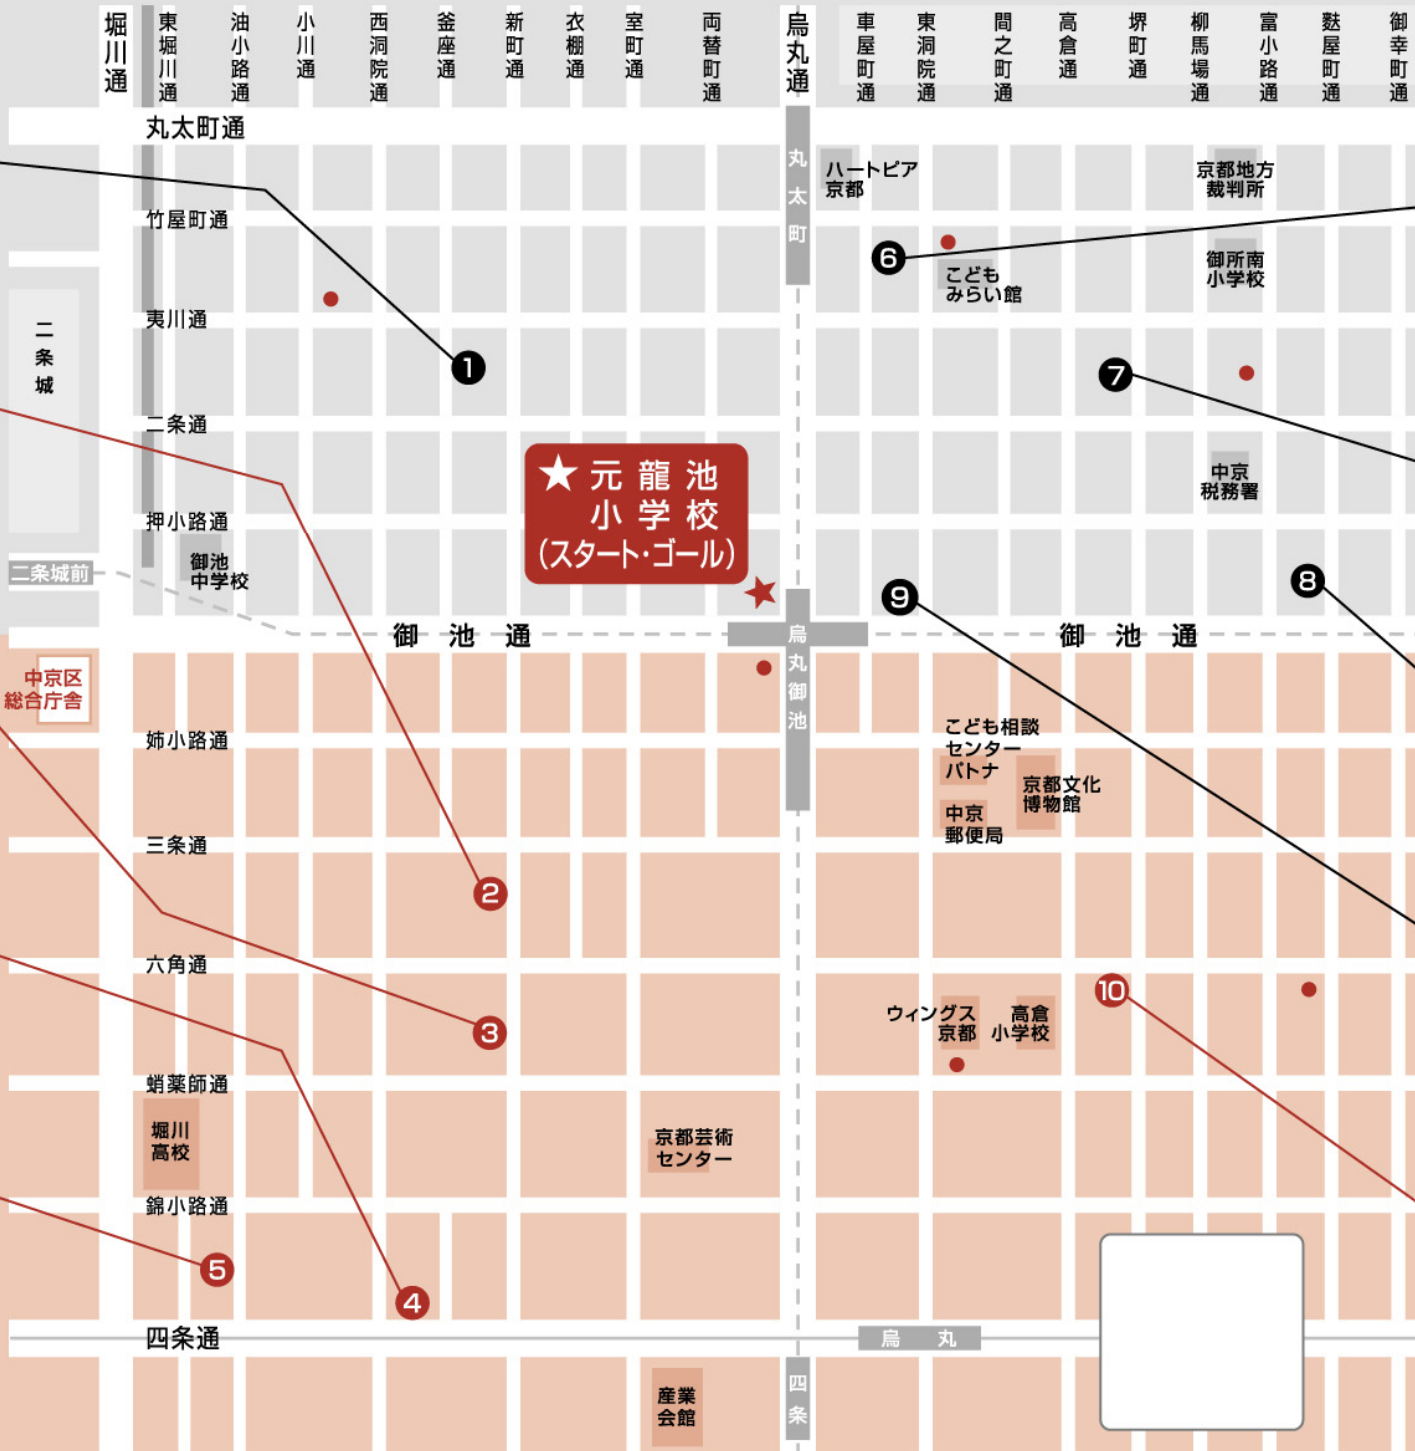 堀川通
東堀川通
油小路通
小川通
西洞院通
釜座通
新町通
衣棚通
室町通
両替町通
烏丸通
車屋町通
東洞院通
間之町通
高倉通
堺町通
柳馬場通
富小路通
麩屋町通
御幸町通
丸太町通
丸太町
ハートピア
京都
京都地方
裁判所
竹屋町通
6
こども
みらい館
御所南
小学校
夷川通
二条城
1
7
二条通
★元龍池
小学校
(スタート・ゴール)
中京
税務署
押小路通
二条城前
御池
中学校
9
8
御池通
烏丸御池
御池通
中京区
総合庁舎
姉小路通
こども相談
センター
パトナ
京都文化
博物館
中京
郵便局
三条通
2
六角通
10
3
ウィングス
京都
高倉
小学校
蛸薬師通
堀川
高校
京都芸術
センター
錦小路通
5
4
四条通
烏丸
四条
産業
会館